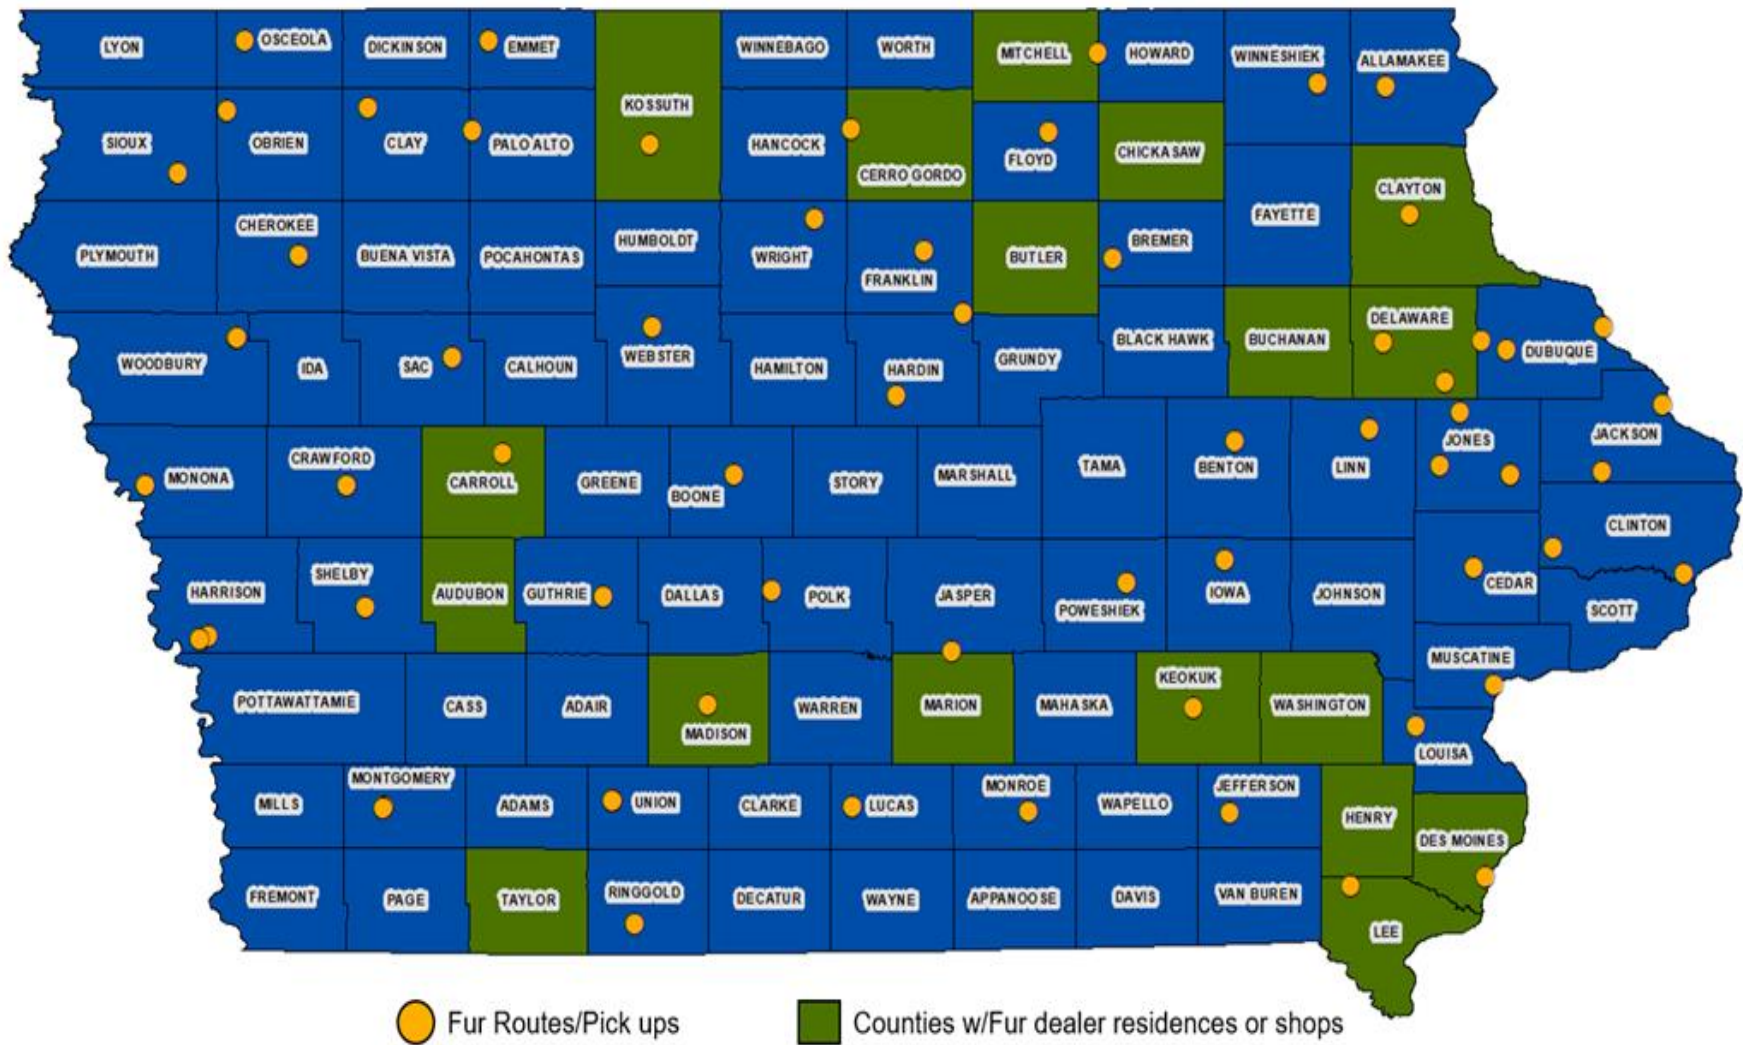 LYON
OSCEOLA
DICKINSON
EMMET
WINNEBAGO
WORTH
MITCHELL
HOWARD
WINNESHIEK
ALLAMAKEE
KOSSUTH
SIOUX
OBRIEN
CLAY
PALO ALTO
HANCOCK
CERRO GORDO
FLOYD
CHICKASAW
CLAYTON
FAYETTE
PLYMOUTH
CHEROKEE
BUENA VISTA
POCAHONTAS
HUMBOLDT
WRIGHT
FRANKLIN
BUTLER
BREMER
WOODBURY
IDA
SAC
CALHOUN
WEBSTER
HAMILTON
HARDIN
GRUNDY
BLACK HAWK
BUCHANAN
DELAWARE
DUBUQUE
MONONA
CRAWFORD
CARROLL
GREENE
BOONE
STORY
MARSHALL
TAMA
BENTON
LINN
JONES
JACKSON
CLINTON
HARRISON
SHELBY
AUDUBON
GUTHRIE
DALLAS
POLK
JASPER
POWESHIEK
IOWA
JOHNSON
CEDAR
SCOTT
MUSCATINE
POTTAWATTAMIE
CASS
ADAIR
MADISON
WARREN
MARION
MAHASKA
KEOKUK
WASHINGTON
LOUISA
MILLS
MONTGOMERY
ADAMS
UNION
CLARKE
LUCAS
MONROE
WAPELLO
JEFFERSON
HENRY
DES MOINES
FREMONT
PAGE
TAYLOR
RINGGOLD
DECATUR
WAYNE
APPANOOSE
DAVIS
VAN BUREN
LEE
Fur Routes/Pick ups
Counties w/Fur dealer residences or shops